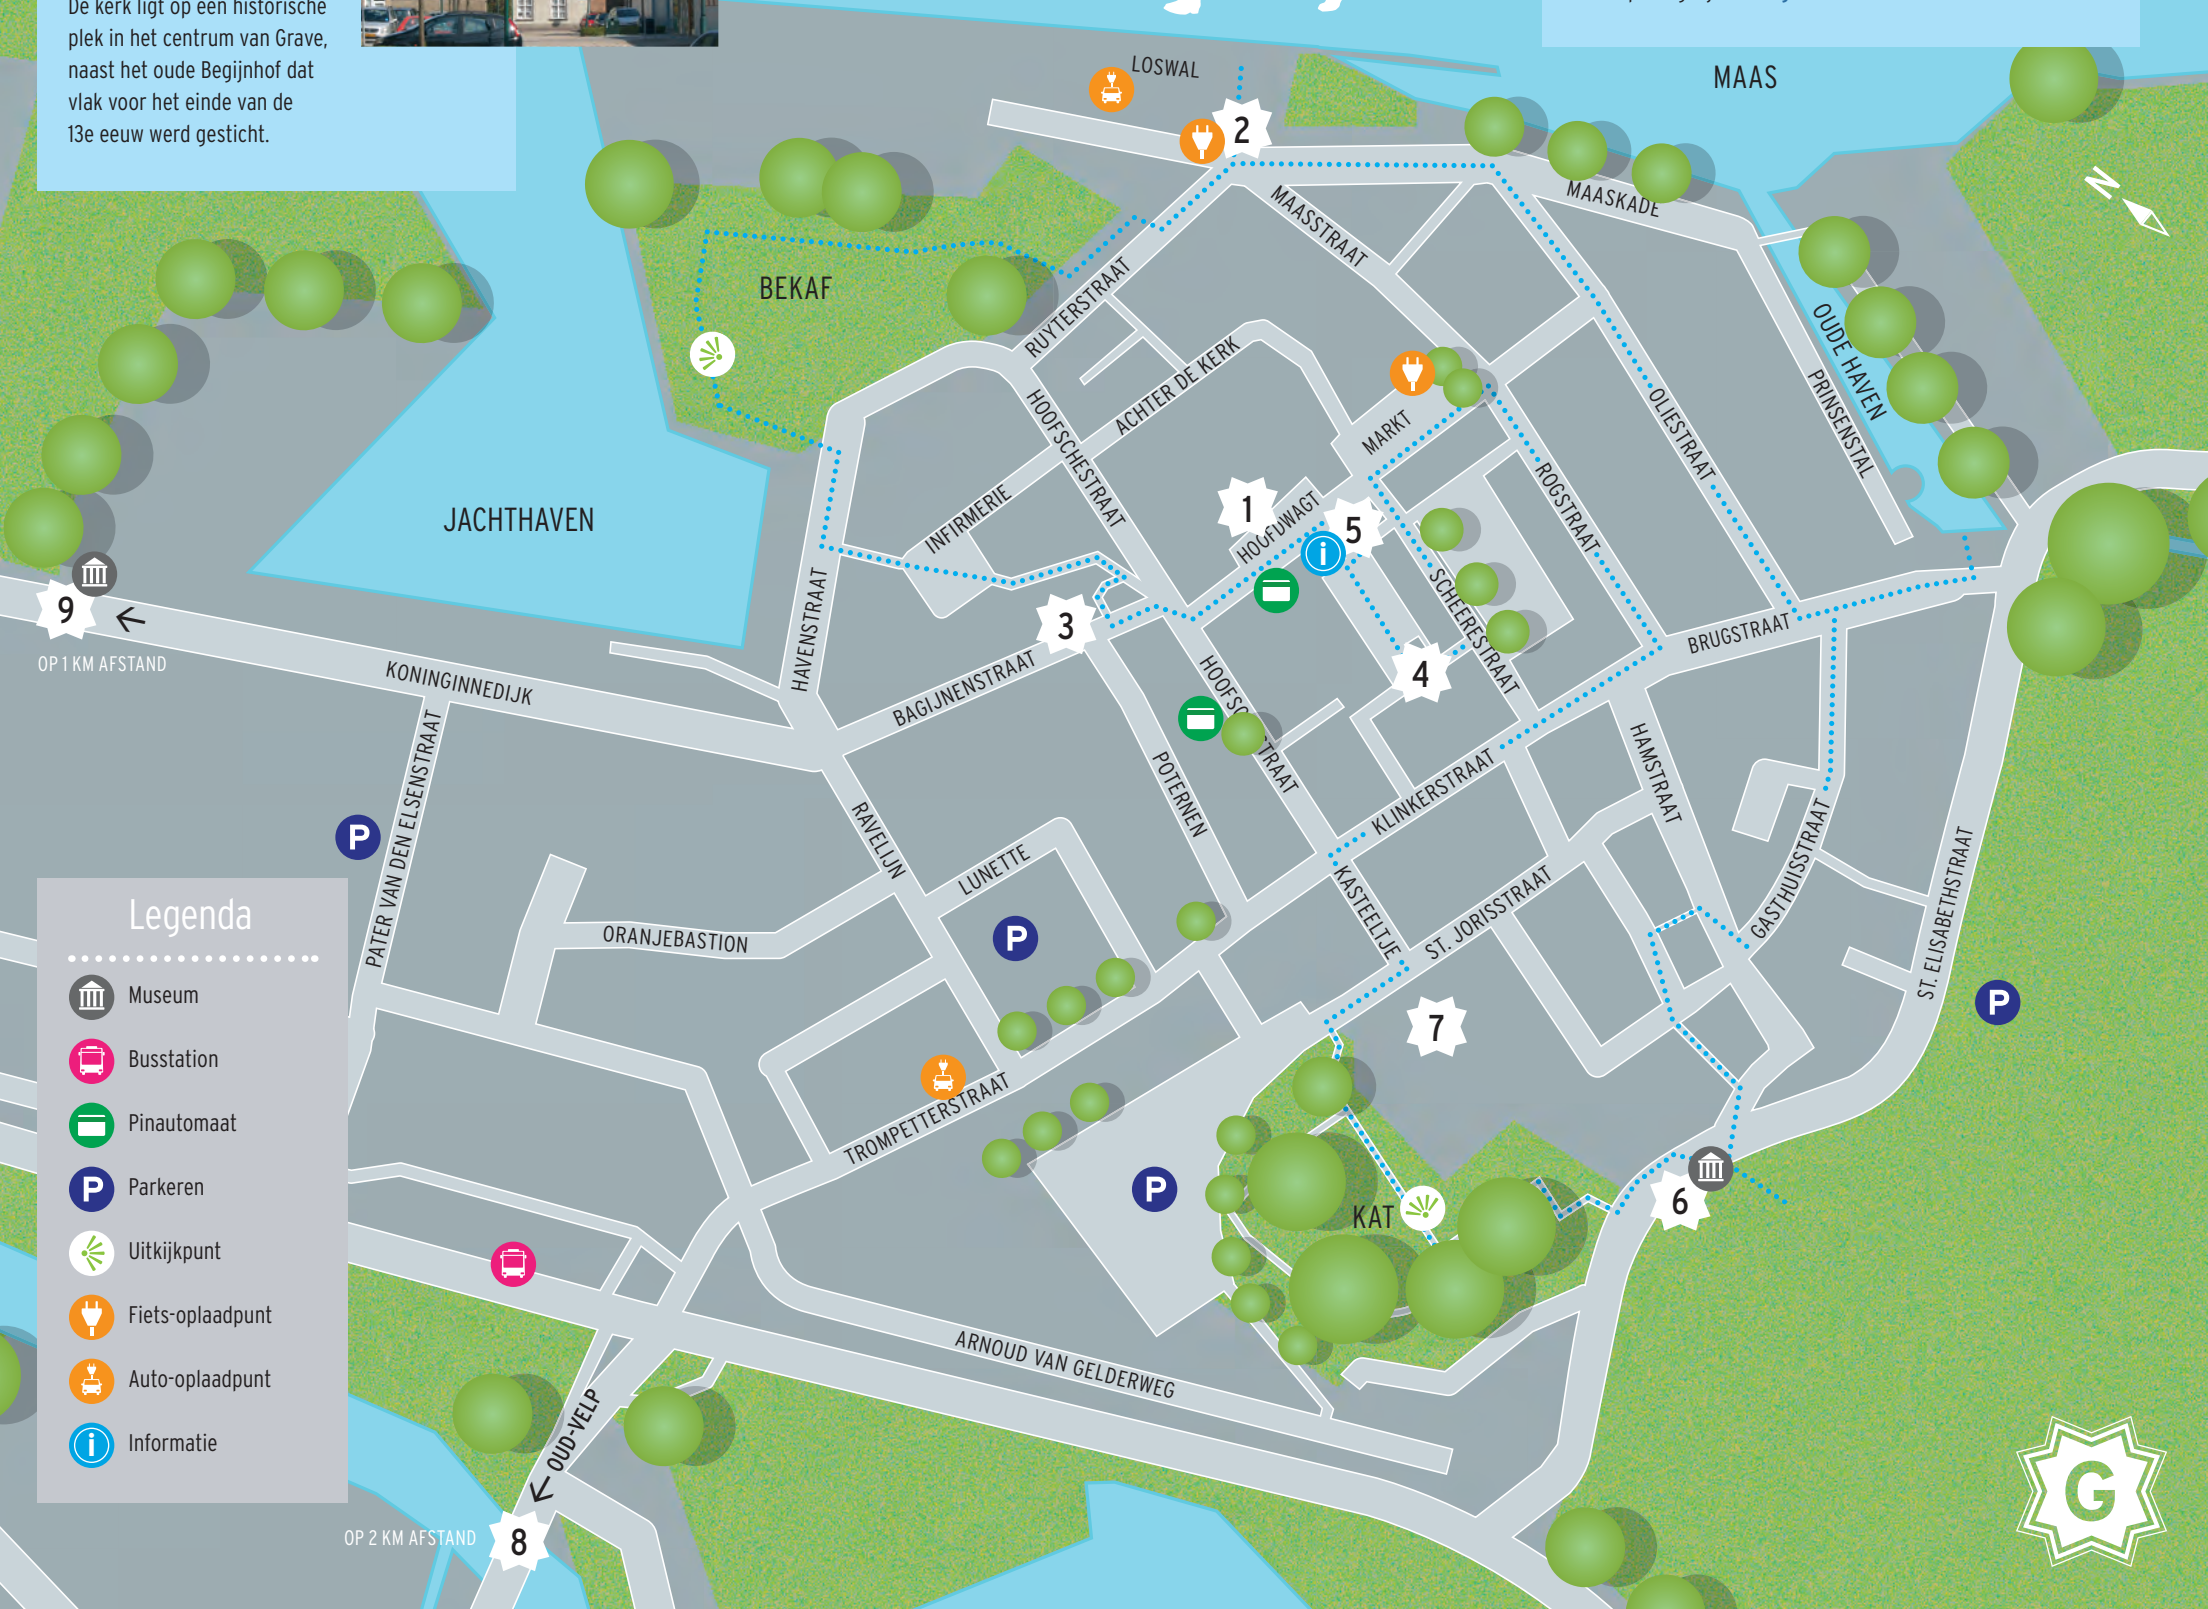 De kerk ligt op een historische
plek in het centrum van Grave,
naast het oude Begijnhof dat
vlak voor het einde van de
13e eeuw werd gesticht.
LOSWAL
MAAS
2
N
MAASSTRAAT
MAASKADE
BEKAF
RUYTERSTRAAT
OUDE HAVEN
ACHTER DE KERK
HOOFSCHESTRAAT
MARKT
OLIESTRAAT
PRINSENSTAL
JACHTHAVEN
INFIRMERIE
1
HOOFDWAGT
5
i
ROGSTRAAT
SCHEERESTRAAT
9
OP 1 KM AFSTAND
HAVENSTRAAT
3
4
BRUGSTRAAT
KONINGINNEDIJK
BAGIJNENSTRAAT
PATER VAN DEN ELSENSTRAAT
POTERNEN
KLINKERSTRAAT
HAMSTRAAT
P
RAVELIJN
LUNETTE
KASTEELTJE
GASTHUISSTRAAT
ST. ELISABETHSTRAAT
ORANJEBASTION
P
ST. JORISSTRAAT
P
7
TROMPETTERSTRAAT
P
KAT
6
ARNOUD VAN GELDERWEG
OUD-VELP
OP 2 KM AFSTAND
8
G
Legenda
Museum
Busstation
Pinautomaat
P Parkeren
Uitkijkpunt
Fiets-oplaadpunt
Auto-oplaadpunt
i Informatie